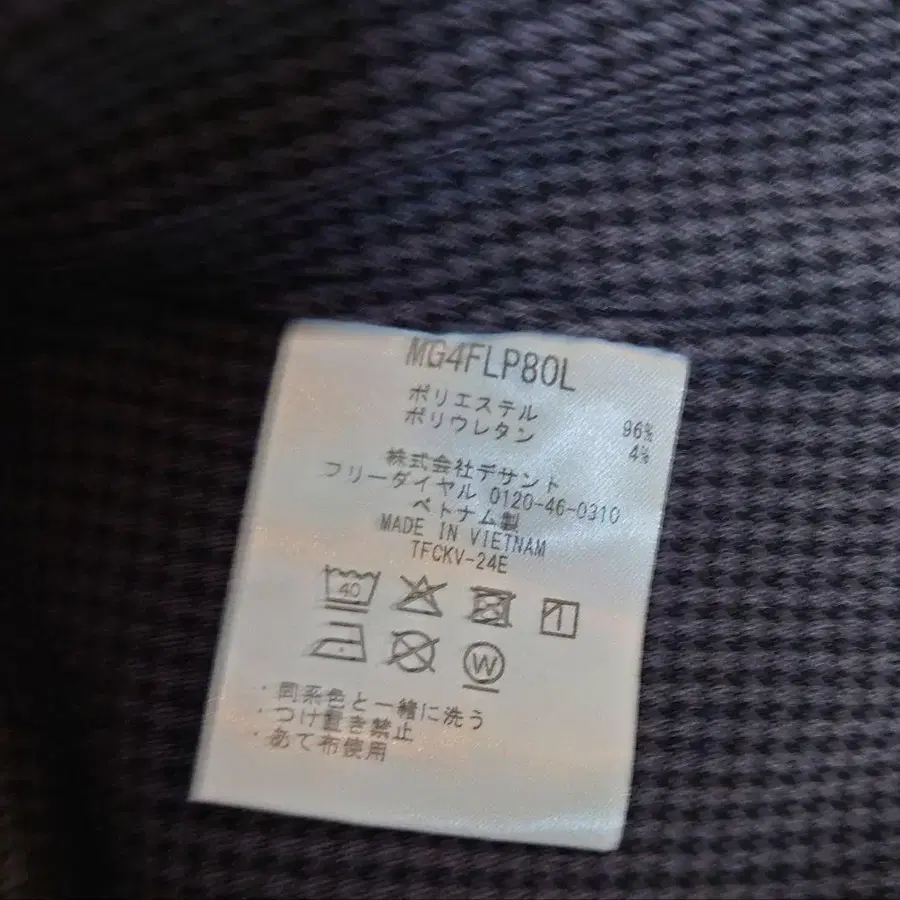 MG4FLP80L
ポリエステル 96%
ポリウレタン 4%
株式会社デサント
フリーダイヤル 0120-46-0310
ベトナム製
MADE IN VIETNAM
TFCKV-24E
40
W
・同系色と一緒に洗う
・つけ置き禁止
・あて布使用